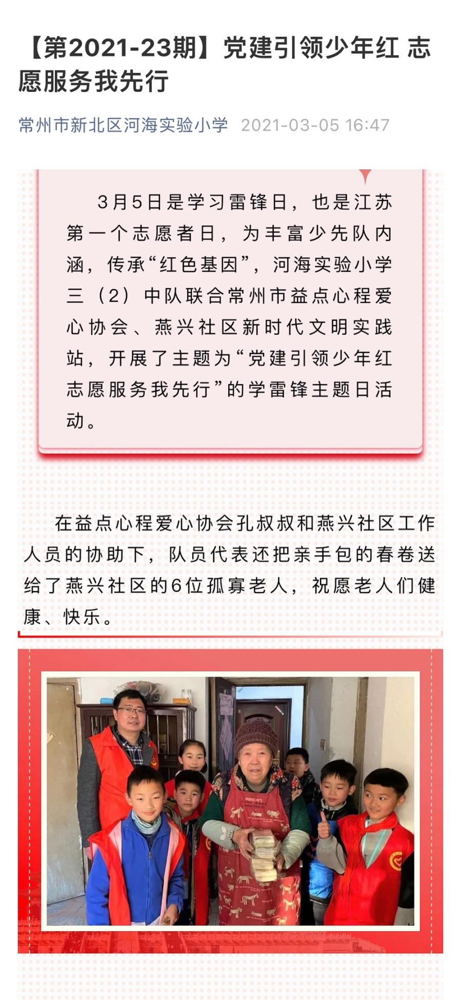 【第2021-23期】党建引领少年红 志
愿服务我先行
常州市新北区河海实验小学 2021-03-05 16:47
3月5日是学习雷锋日，也是江苏
第一个志愿者日，为丰富少先队内
涵，传承“红色基因”，河海实验小学
三（2）中队联合常州市益点心程爱
心协会、燕兴社区新时代文明实践
站，开展了主题为“党建引领少年红
志愿服务我先行”的学雷锋主题日活
动。
在益点心程爱心协会孔叔叔和燕兴社区工作
人员的协助下，队员代表还把亲手包的春卷送
给了燕兴社区的6位孤寡老人，祝愿老人们健
康、快乐。
PERSON'S